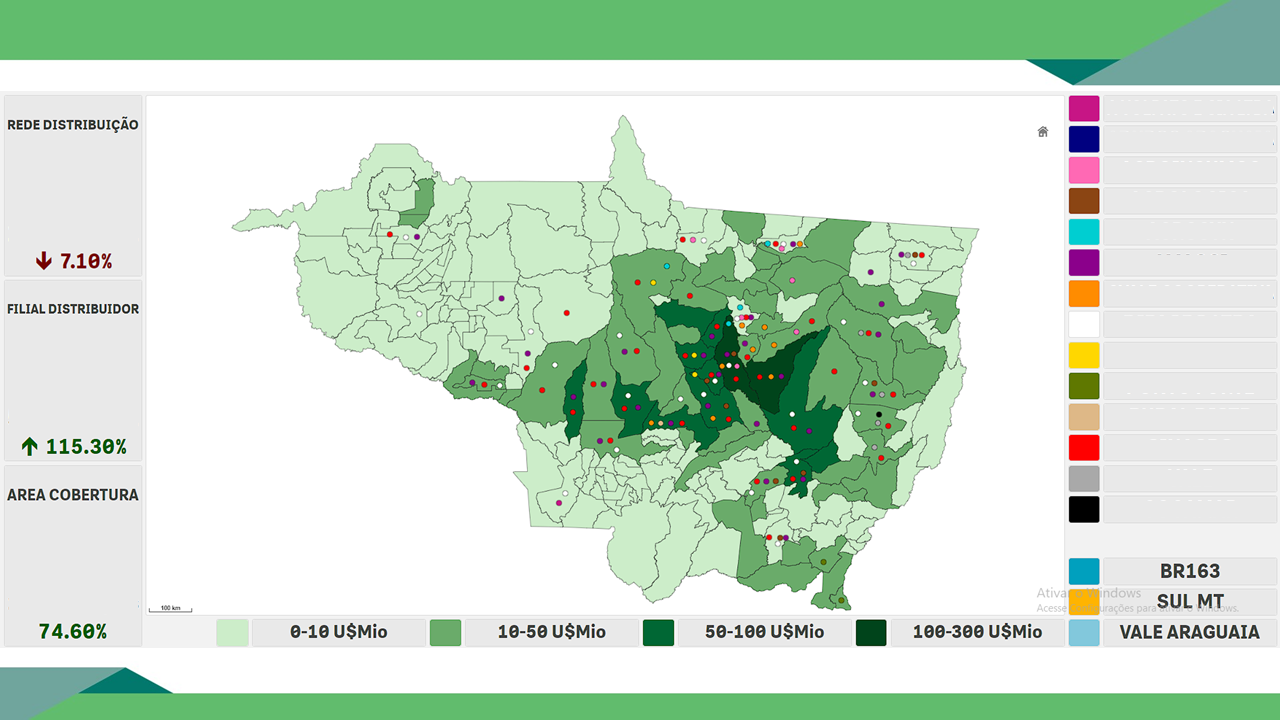 REDE DISTRIBUIÇÃO
7.10%
FILIAL DISTRIBUIDOR
115.30%
AREA COBERTURA
74.60%
100 km
0-10 U$Mio
10-50 U$Mio
50-100 U$Mio
100-300 U$Mio
BR163
SUL MT
VALE ARAGUAIA
Ativar o Windows
Acesse Configurações para ativar o Windows.